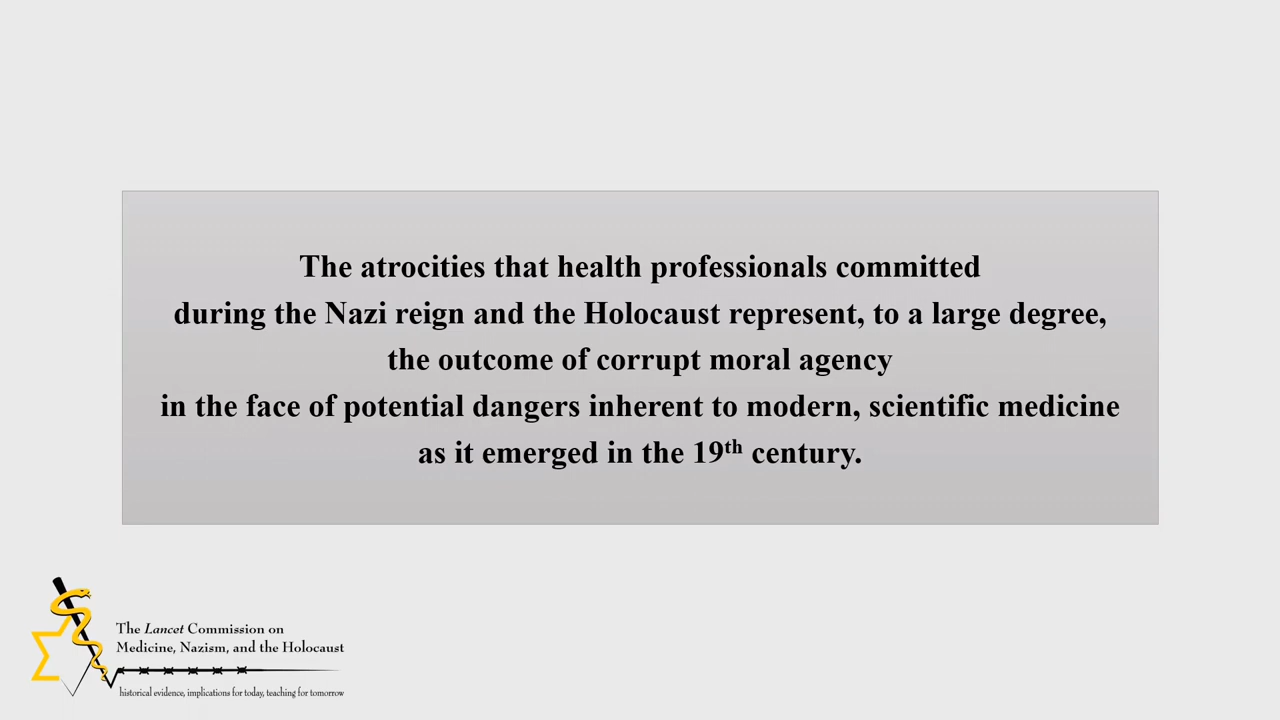 The atrocities that health professionals committed
during the Nazi reign and the Holocaust represent, to a large degree,
the outcome of corrupt moral agency
in the face of potential dangers inherent to modern, scientific medicine
as it emerged in the 19th century.
The Lancet Commission on
Medicine, Nazism, and the Holocaust
historical evidence, implications for today, teaching for tomorrow